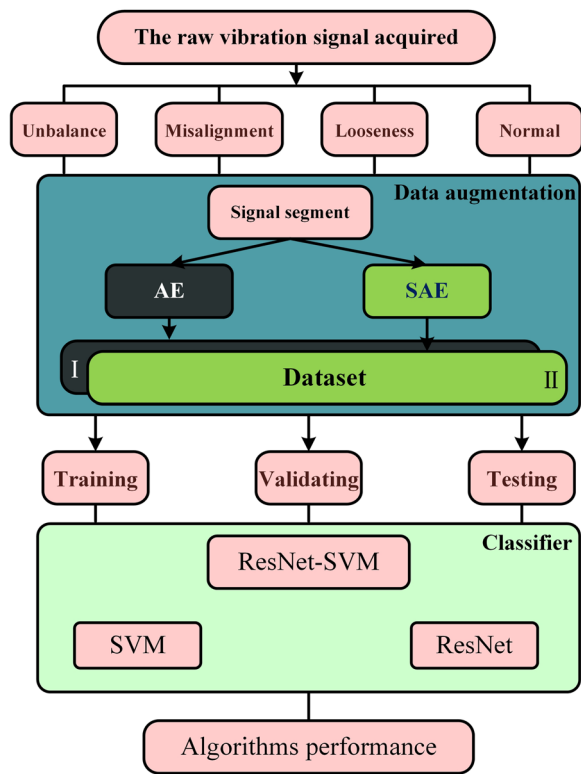 The raw vibration signal acquired
Unbalance
Misalignment
Looseness
Normal
Data augmentation
Signal segment
AE
SAE
I
Dataset
II
Training
Validating
Testing
Classifier
ResNet-SVM
SVM
ResNet
Algorithms performance